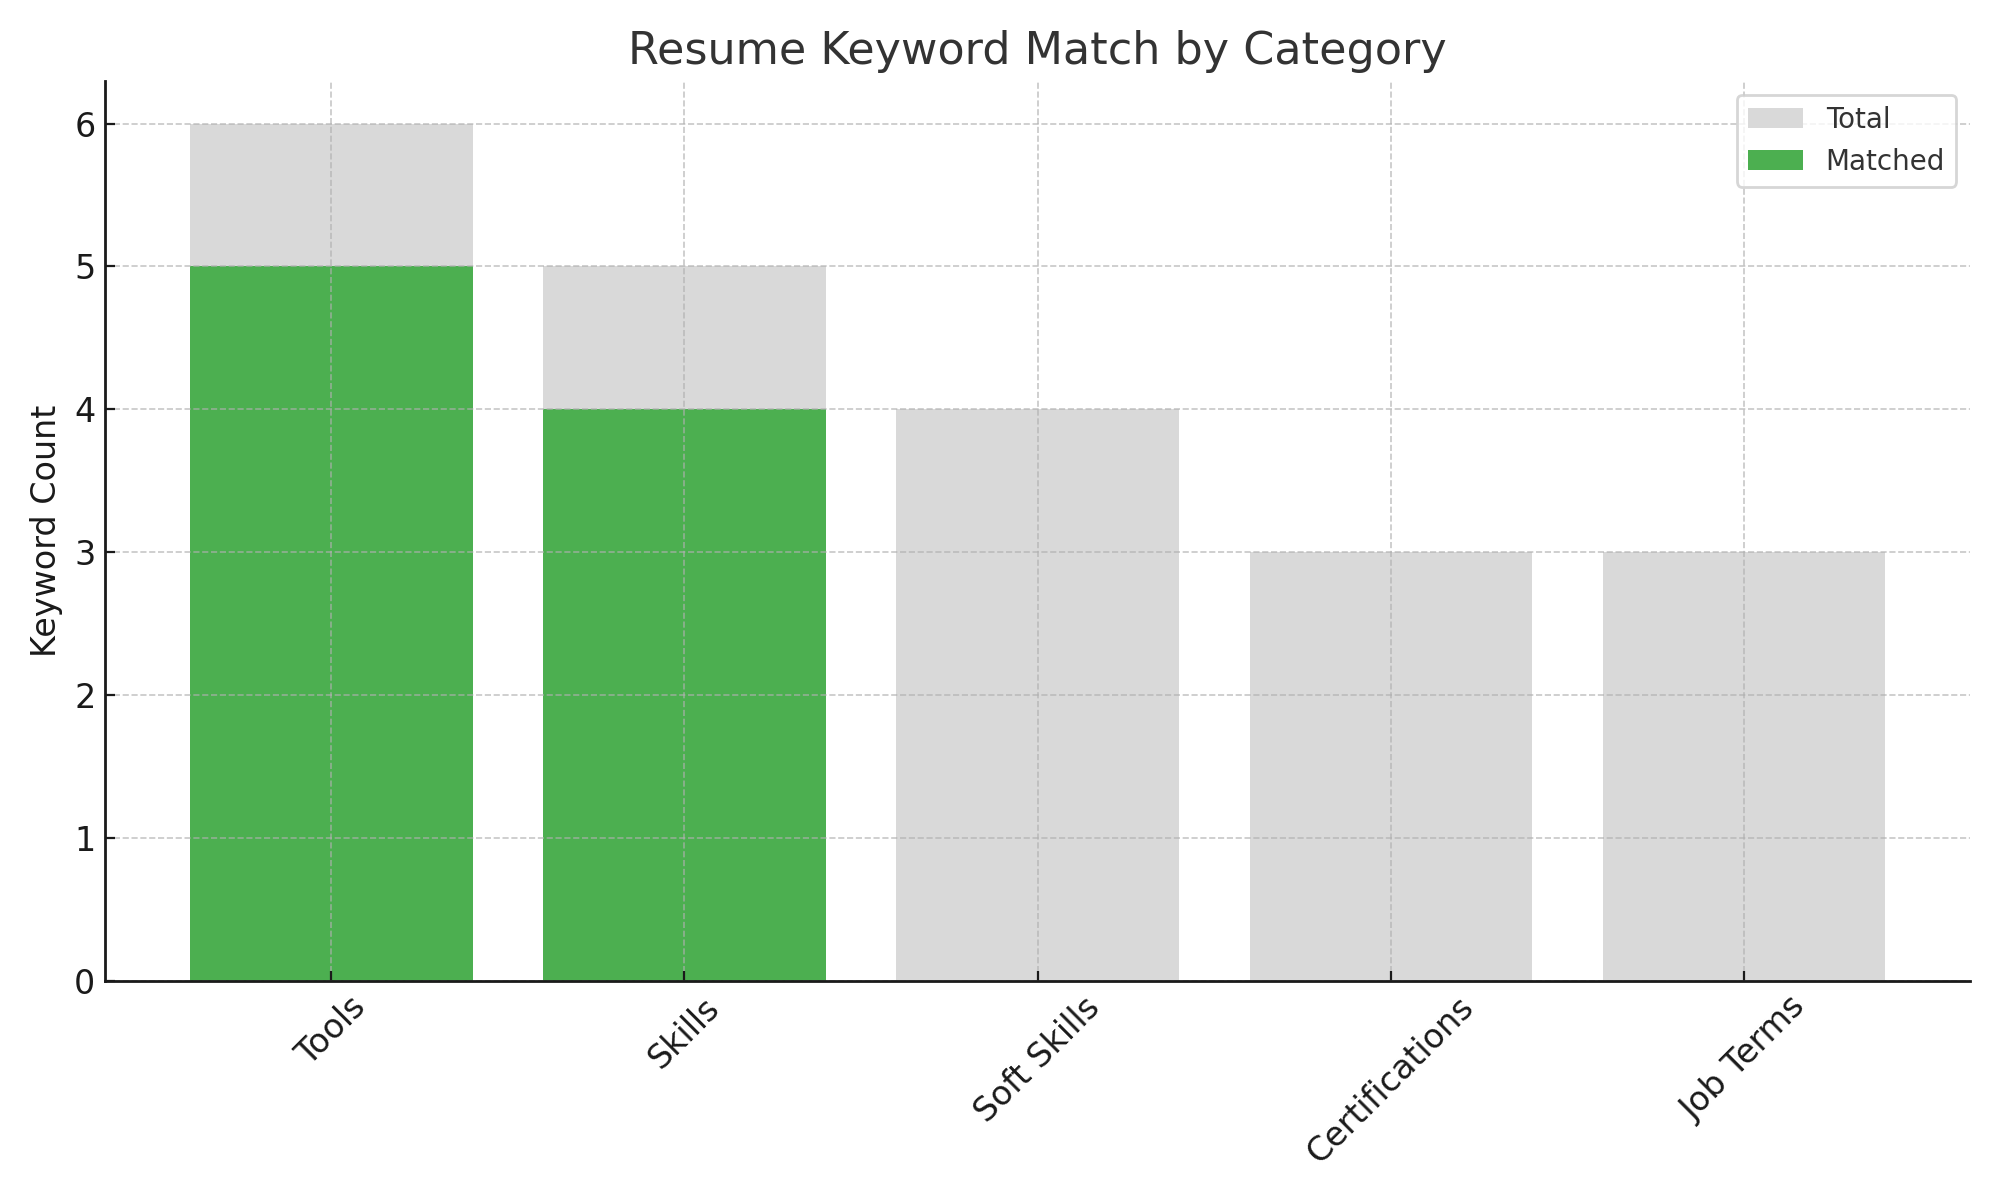 Resume Keyword Match by Category
Total
Matched
Keyword Count
6
5
4
3
2
1
0
Tools
Skills
Soft Skills
Certifications
Job Terms